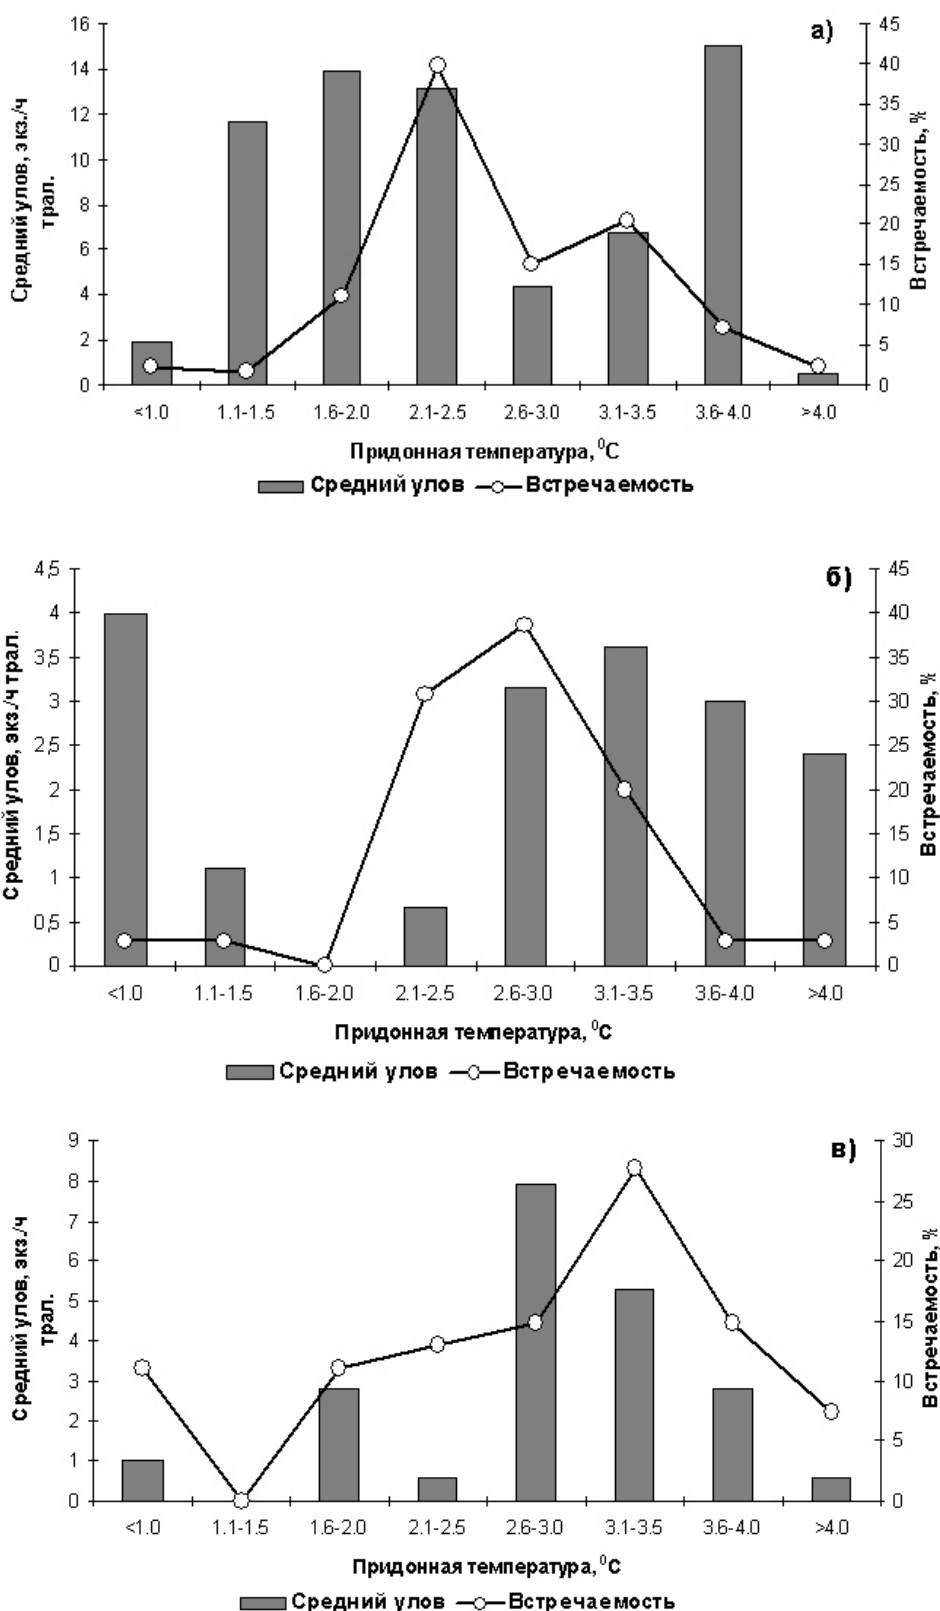 а)
Средний улов, экз./ч
трал.
16
14
12
10
8
6
4
2
0
45
40
35
30
25
20
15
10
5
0
Встречаемость, %
<1.0 1.1-1.5 1.6-2.0 2.1-2.5 2.6-3.0 3.1-3.5 3.6-4.0 >4.0
Придонная температура, ⁰С
Средний улов Встречаемость
б)
Средний улов, экз./ч трал.
4,5
4
3,5
3
2,5
2
1,5
1
0,5
0
45
40
35
30
25
20
15
10
5
0
Встречаемость, %
<1.0 1.1-1.5 1.6-2.0 2.1-2.5 2.6-3.0 3.1-3.5 3.6-4.0 >4.0
Придонная температура, ⁰С
Средний улов Встречаемость
в)
Средний улов, экз./ч
трал.
9
8
7
6
5
4
3
2
1
0
30
25
20
15
10
5
0
Встречаемость, %
<1.0 1.1-1.5 1.6-2.0 2.1-2.5 2.6-3.0 3.1-3.5 3.6-4.0 >4.0
Придонная температура, ⁰С
Средний улов Встречаемость